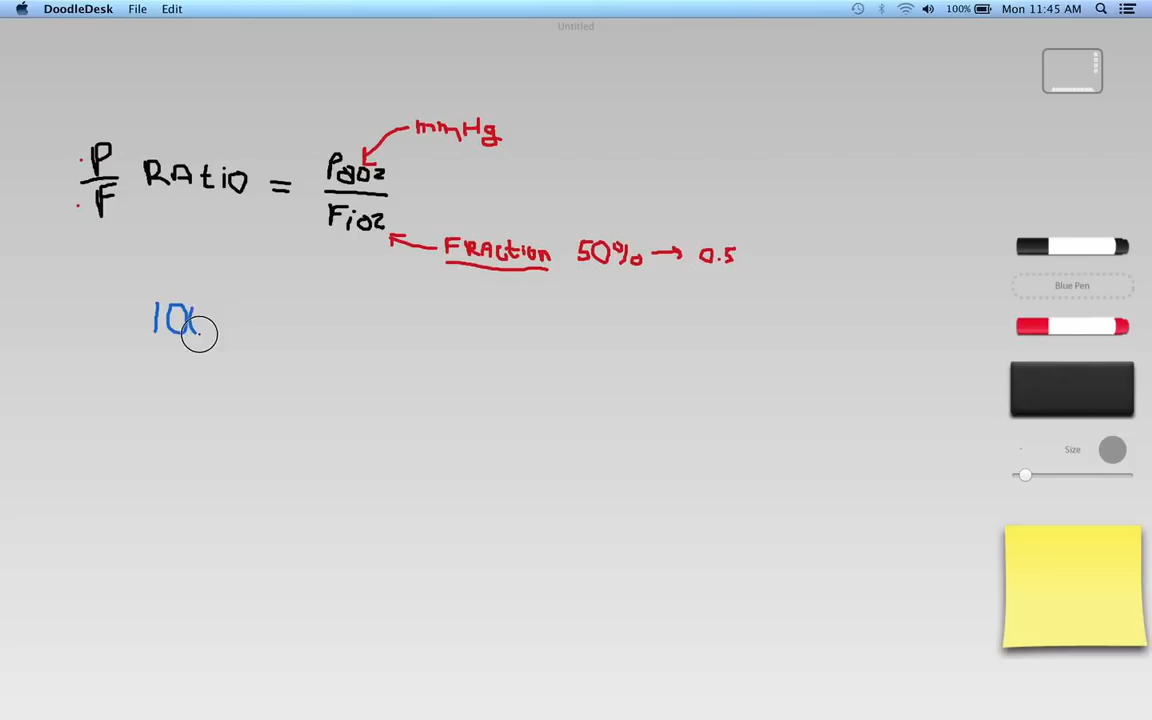 DoodleDesk File Edit 100% Mon 11:45 AM
Untitled
mmHg
P/F RAtio = PaO2/FiO2
FRACtion 50% → 0.5
10
Blue Pen
Size